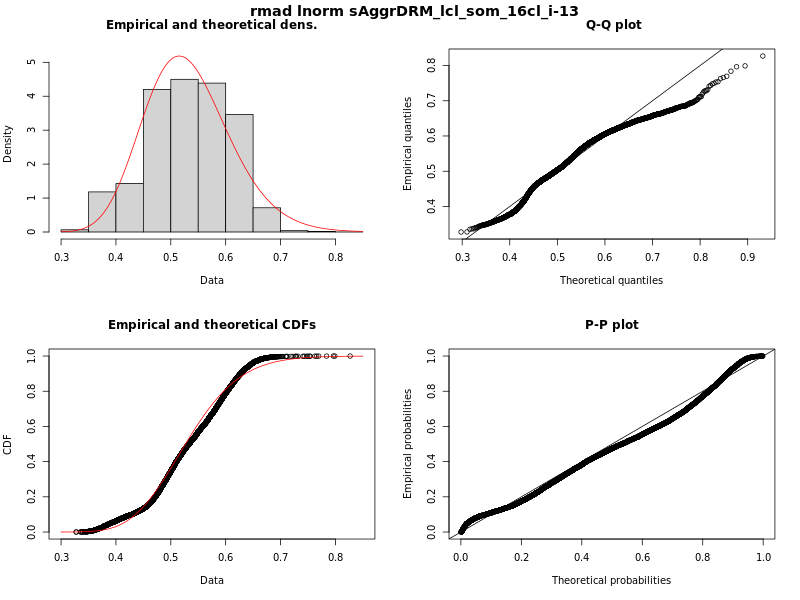 rmad lnorm sAggrDRM_lcl_som_16cl_i-13
Empirical and theoretical dens.
Density
0 1 2 3 4 5
0.3 0.4 0.5 0.6 0.7 0.8
Data
Q-Q plot
Empirical quantiles
0.4 0.5 0.6 0.7 0.8
0.3 0.4 0.5 0.6 0.7 0.8 0.9
Theoretical quantiles
Empirical and theoretical CDFs
CDF
0.0 0.2 0.4 0.6 0.8 1.0
0.3 0.4 0.5 0.6 0.7 0.8
Data
P-P plot
Empirical probabilities
0.0 0.2 0.4 0.6 0.8 1.0
0.0 0.2 0.4 0.6 0.8 1.0
Theoretical probabilities